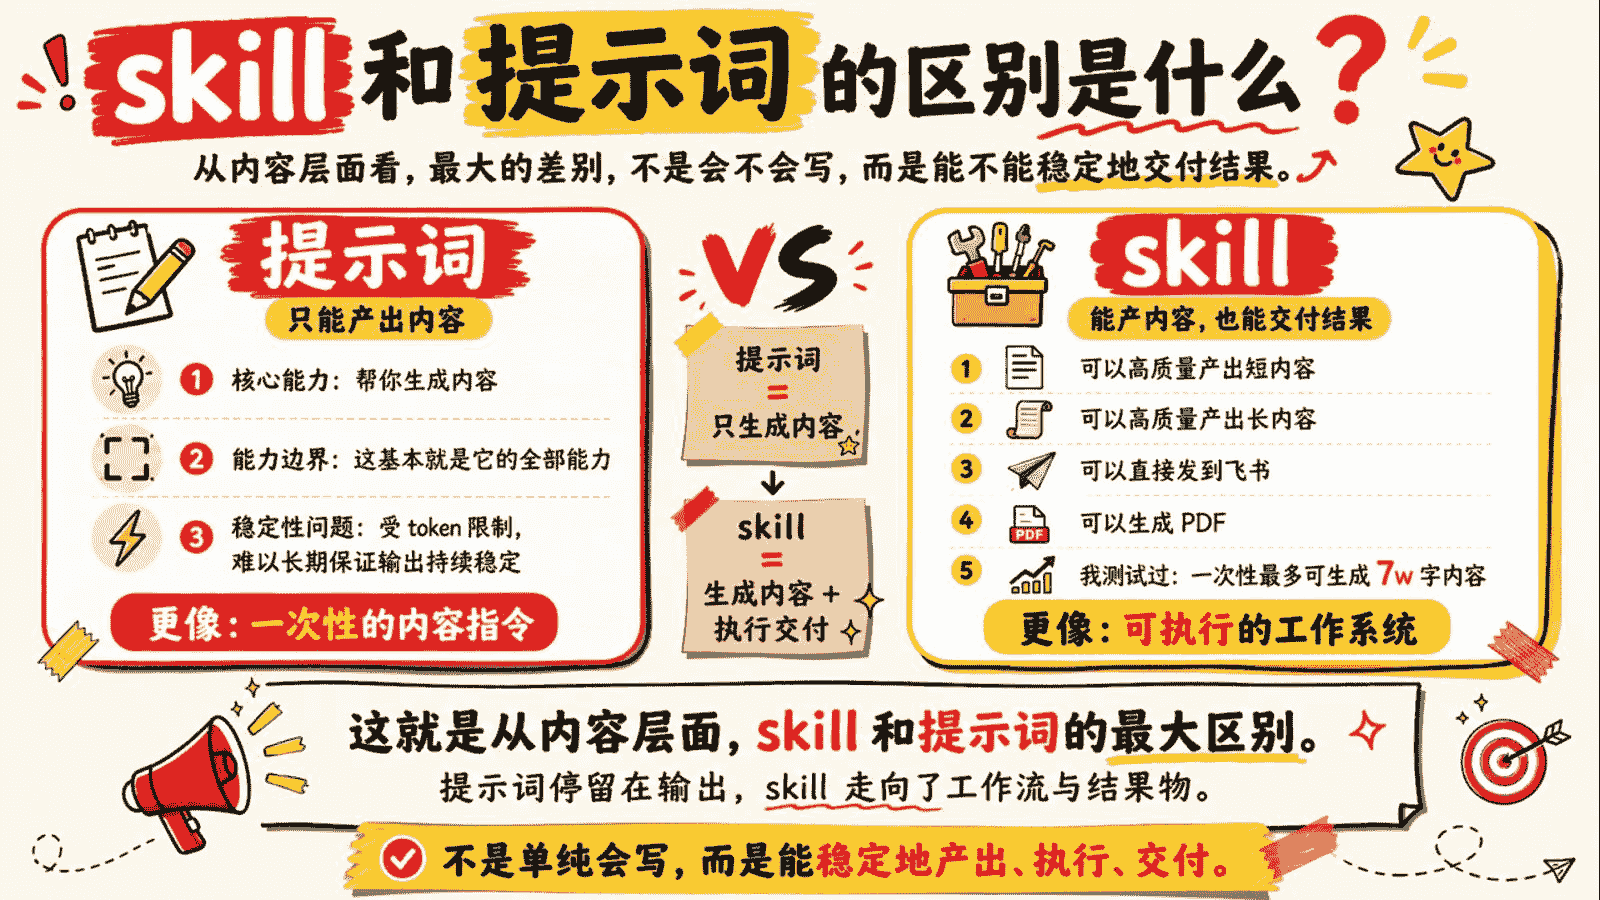 skill 和提示词的区别是什么?
从内容层面看，最大的差别，不是会不会写，而是能不能稳定地交付结果。
提示词
只能产出内容
1 核心能力：帮你生成内容
2 能力边界：这基本就是它的全部能力
3 稳定性问题：受 token 限制，
难以长期保证输出持续稳定
更像：一次性的内容指令
VS
提示词
=
只生成内容
skill
=
生成内容 +
执行交付
skill
能产内容，也能交付结果
1 可以高质量产出短内容
2 可以高质量产出长内容
3 可以直接发到飞书
4 PDF 可以生成 PDF
5 我测试过：一次性最多可生成 7w 字内容
更像：可执行的工作系统
这就是从内容层面，skill 和提示词的最大区别。
提示词停留在输出，skill 走向了工作流与结果物。
不是单纯会写，而是能稳定地产出、执行、交付。